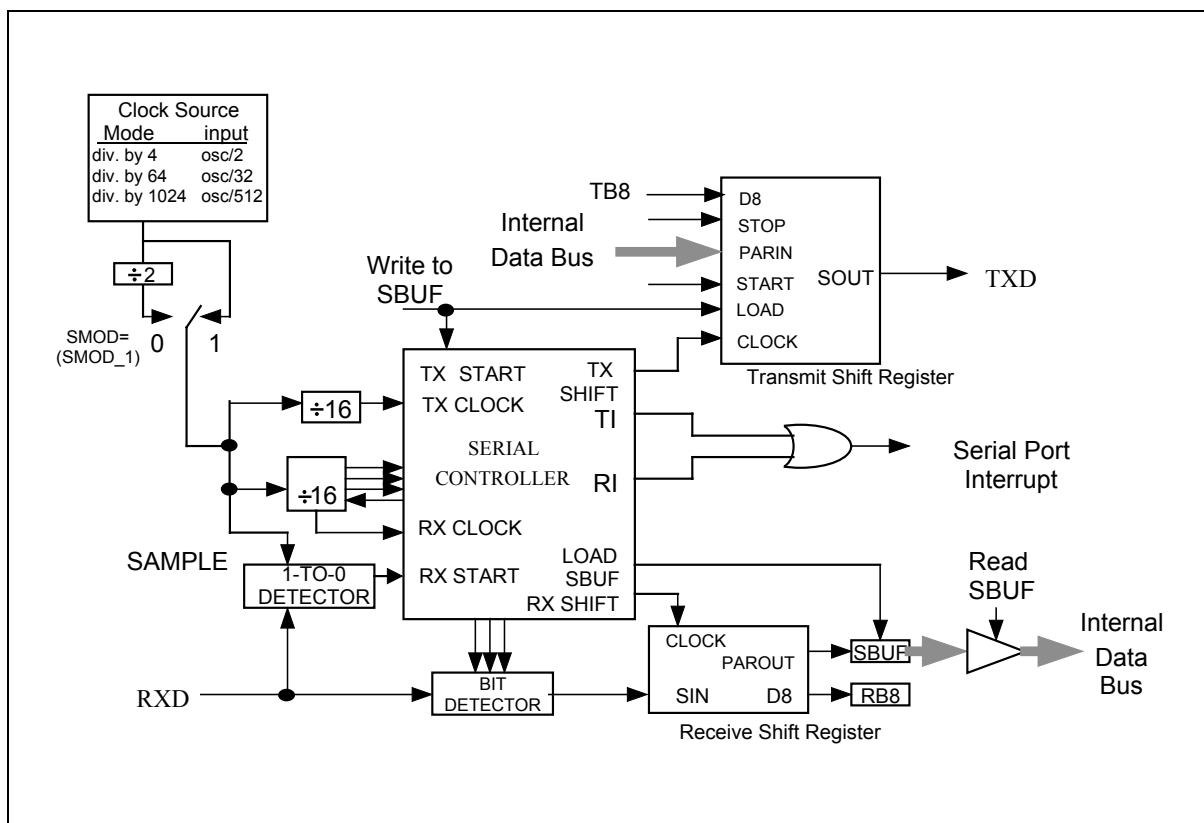 Clock Source
Mode input
div. by 4 osc/2
div. by 64 osc/32
div. by 1024 osc/512
÷2
SMOD=
(SMOD_1)
0 1
Write to
SBUF
TB8
Internal
Data Bus
D8
STOP
PARIN
START
LOAD
CLOCK
SOUT
TXD
Transmit Shift Register
÷16
÷16
SAMPLE
1-TO-0
DETECTOR
TX START
TX CLOCK
SERIAL
CONTROLLER
RX CLOCK
RX START
TX
SHIFT
TI
RI
LOAD
SBUF
RX SHIFT
Serial Port
Interrupt
RXD
BIT
DETECTOR
CLOCK
PAROUT
SIN D8
Receive Shift Register
SBUF
RB8
Read
SBUF
Internal
Data
Bus